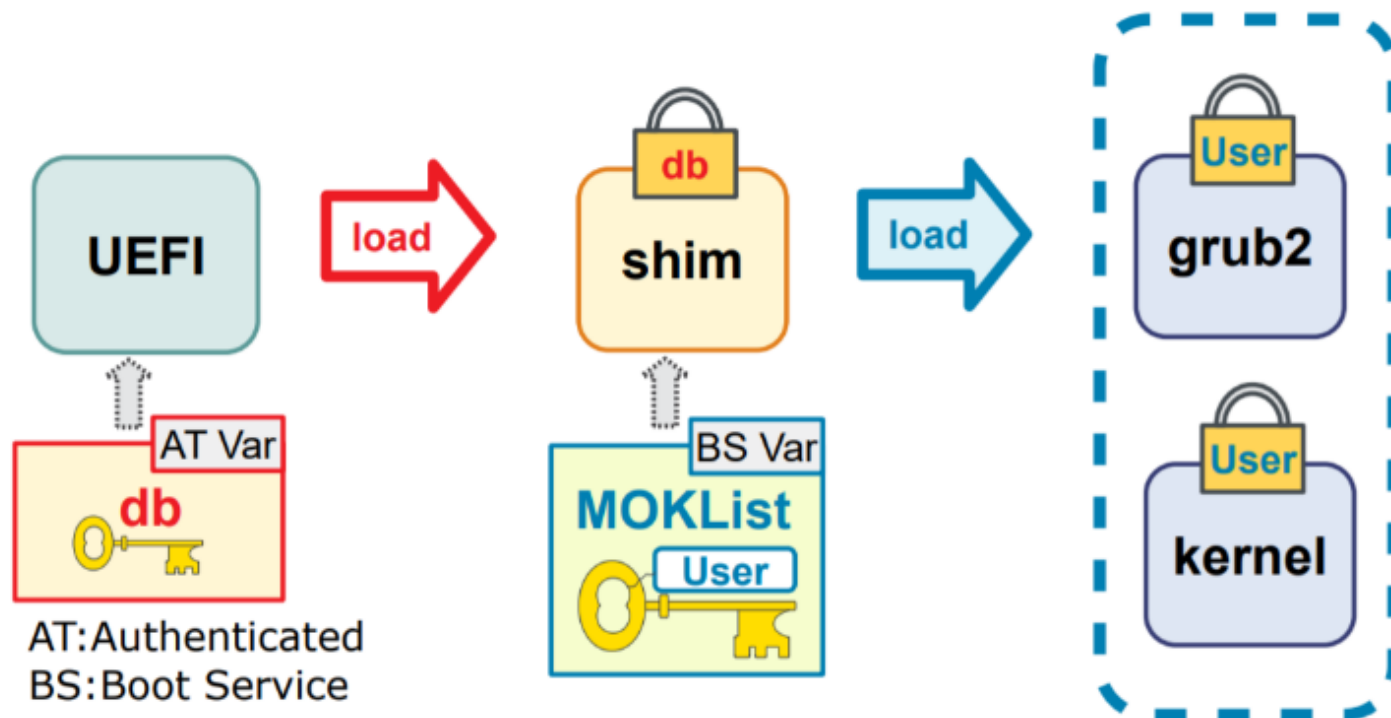 UEFI
load
db
shim
load
User
grub2
AT Var
db
BS Var
MOKList
User
User
kernel
AT:Authenticated
BS:Boot Service